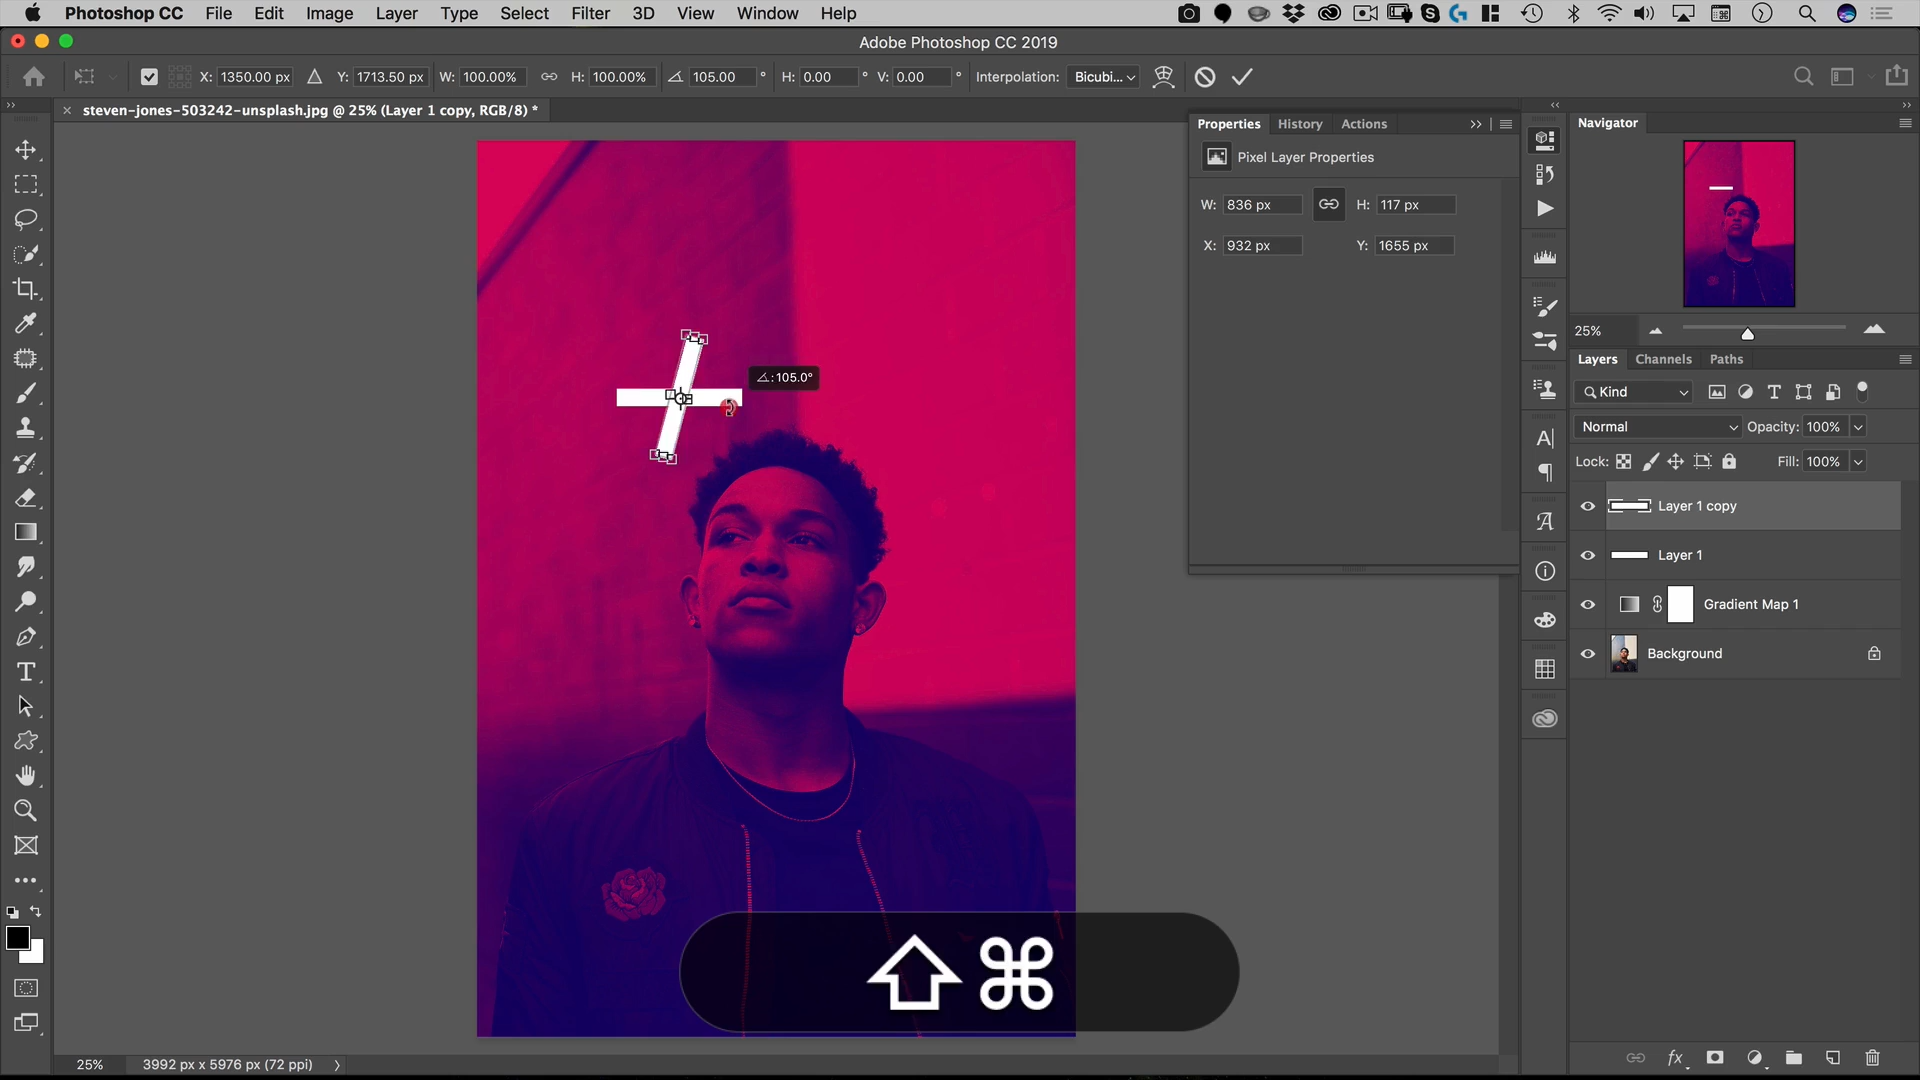 Photoshop CC File Edit Image Layer Type Select Filter 3D View Window Help
Adobe Photoshop CC 2019
X: 1350.00 px Y: 1713.50 px W: 100.00% H: 100.00% 105.00 ° H: 0.00 ° V: 0.00 ° Interpolation: Bicubi...
steven-jones-503242-unsplash.jpg @ 25% (Layer 1 copy, RGB/8) *
Properties History Actions
Pixel Layer Properties
W: 836 px H: 117 px
X: 932 px Y: 1655 px
Navigator
25%
Layers Channels Paths
Kind
Normal Opacity: 100%
Lock: Fill: 100%
Layer 1 copy
Layer 1
Gradient Map 1
Background
:105.0°
⇧ ⌘
25% 3992 px x 5976 px (72 ppi)